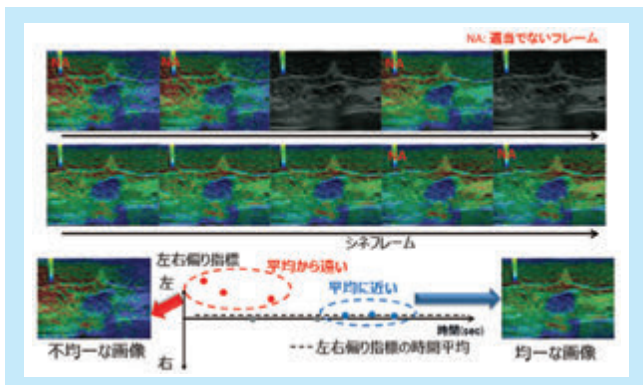 NA: 適当でないフレーム
NA
NA
NA
NA
NA
シネフレーム
左右偏り指標
平均から遠い
左
平均に近い
時間(sec)
不均一な画像
右
---左右偏り指標の時間平均
均一な画像